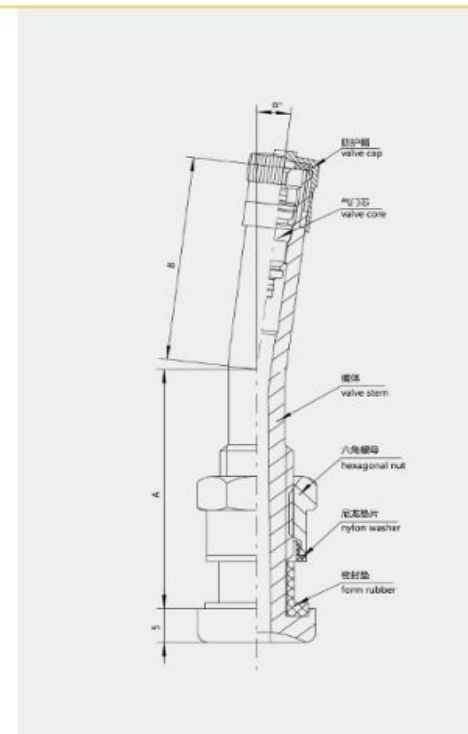 α°
防护帽
valve cap
气门芯
valve core
B
嘴体
valve stem
A
六角螺母
hexagonal nut
尼龙垫片
nylon washer
密封垫
form rubber
5